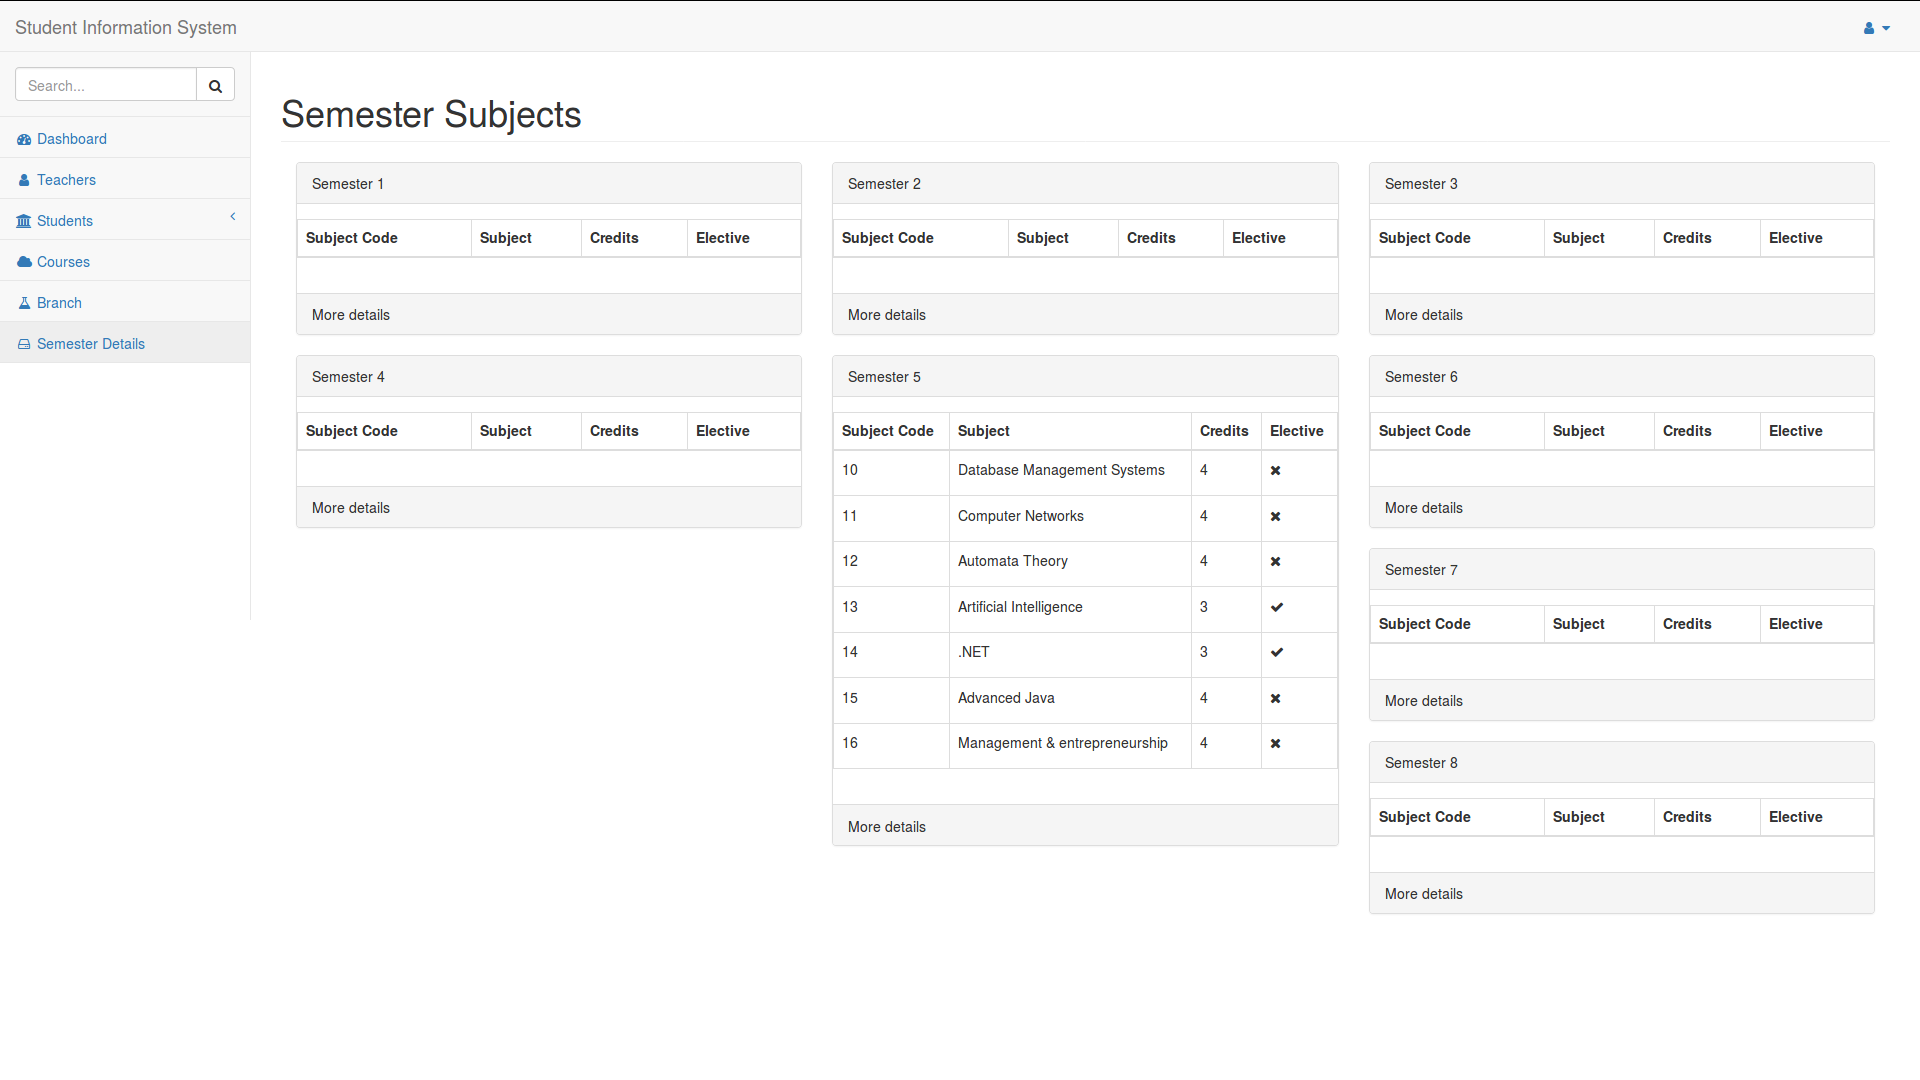 Student Information System
Search...
Dashboard
Teachers
Students
Courses
Branch
Semester Details
Semester Subjects
Semester 1
Subject Code Subject Credits Elective
More details
Semester 2
Subject Code Subject Credits Elective
More details
Semester 3
Subject Code Subject Credits Elective
More details
Semester 4
Subject Code Subject Credits Elective
More details
Semester 5
Subject Code Subject Credits Elective
10 Database Management Systems 4
11 Computer Networks 4
12 Automata Theory 4
13 Artificial Intelligence 3
14 .NET 3
15 Advanced Java 4
16 Management & entrepreneurship 4
More details
Semester 6
Subject Code Subject Credits Elective
More details
Semester 7
Subject Code Subject Credits Elective
More details
Semester 8
Subject Code Subject Credits Elective
More details